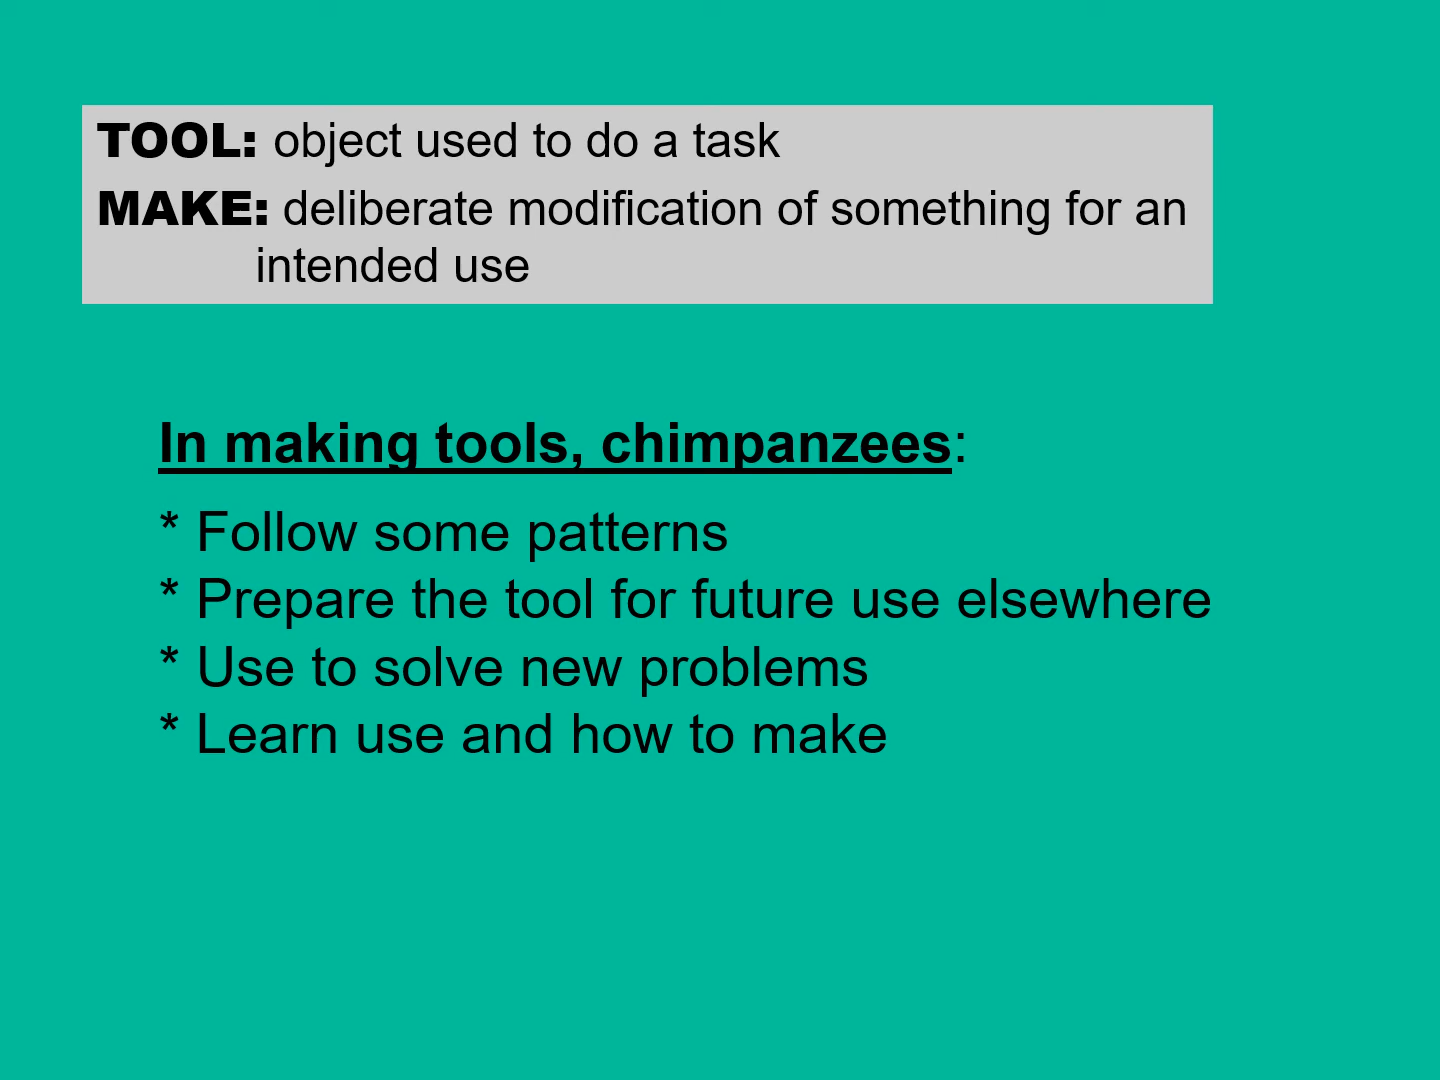 TOOL: object used to do a task
MAKE: deliberate modification of something for an
intended use
In making tools, chimpanzees:
* Follow some patterns
* Prepare the tool for future use elsewhere
* Use to solve new problems
* Learn use and how to make